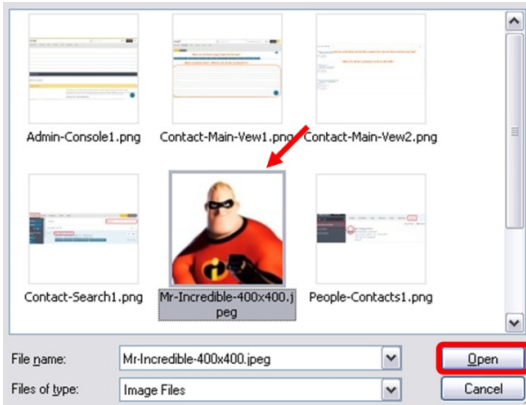 Admin-Console1.png
Contact-Main-Vew1.png
Contact-Main-Vew2.png
Contact-Search1.png
Mr-Incredible-400x400.j
peg
People-Contacts1.png
File name:
Mr-Incredible-400x400.jpeg
Open
Files of type:
Image Files
Cancel